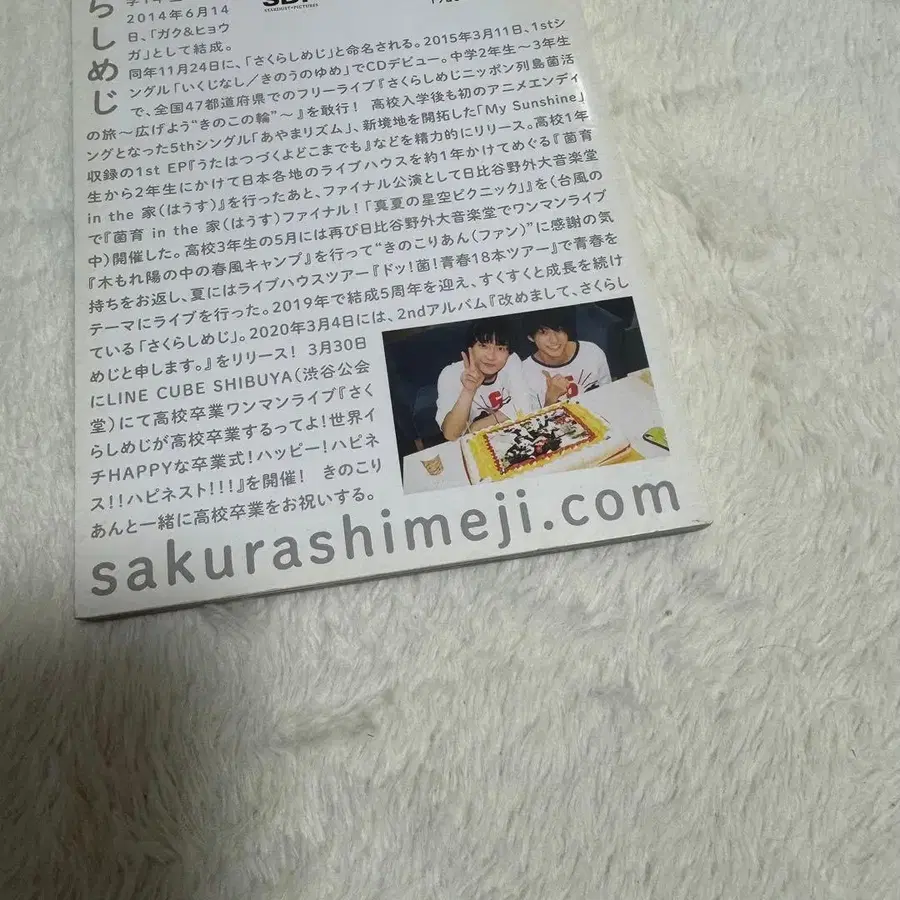 らしめじ
2014年6月14
日、「ガク&ヒョウ
ガ」として結成。
STARDUST PICTURES
同年11月24日に、「さくらしめじ」と命名される。2015年3月11日、1stシ
ングル「いくじなし／きのうのゆめ」でCDデビュー。中学2年生〜3年生
で、全国47都道府県でのフリーライブ『さくらしめじニッポン列島菌活
の旅〜広げよう“きのこの輪”〜』を敢行！ 高校入学後も初のアニメエンディ
ングとなった5thシングル「あやまリズム」、新境地を開拓した「My Sunshine」
収録の1st EP『うたはつづくよどこまでも』などを精力的にリリース。高校1年
生から2年生にかけて日本各地のライブハウスを約1年かけてめぐる『菌育
in the 家（はうす）』を行ったあと、ファイナル公演として日比谷野外大音楽堂
で『菌育 in the 家（はうす）ファイナル！「真夏の星空ピクニック」』を（台風の
中）開催した。高校3年生の5月には再び日比谷野外大音楽堂でワンマンライブ
『木もれ陽の中の春風キャンプ』を行って“きのこりあん（ファン）”に感謝の気
持ちをお返し、夏にはライブハウスツアー『ドッ！菌！青春18本ツアー』で青春を
テーマにライブを行った。2019年で結成5周年を迎え、すくすくと成長を続け
ている「さくらしめじ」。2020年3月4日には、2ndアルバム『改めまして、さくらし
めじと申します。』をリリース！ 3月30日
にLINE CUBE SHIBUYA（渋谷公会
堂）にて高校卒業ワンマンライブ『さく
らしめじが高校卒業するってよ！世界イ
チHAPPYな卒業式！ハッピー！ハピネ
ス！！ハピネスト！！！』を開催！ きのこり
あんと一緒に高校卒業をお祝いする。
sakurashimeji.com